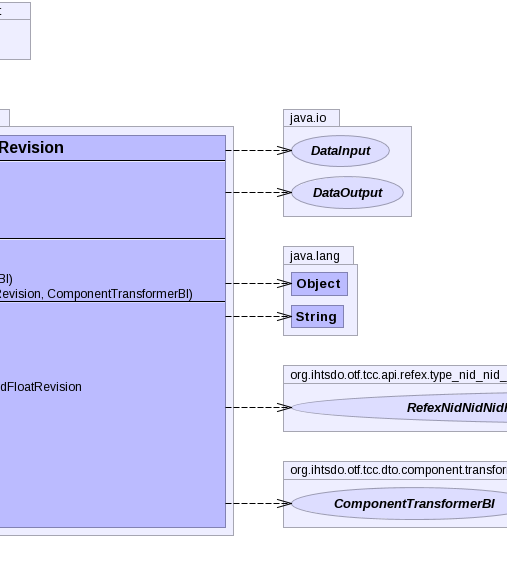 java.io
Revision
DataInput
DataOutput
java.lang
BI)
Revision, ComponentTransformerBI)
Object
String
org.ihtsdo.otf.tcc.api.refex.type_nid_nid_
dFloatRevision
RefexNidNidNid
org.ihtsdo.otf.tcc.dto.component.transfor
ComponentTransformerBI